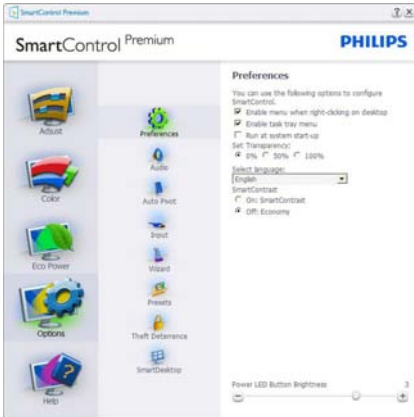 SmartControl Premium
SmartControl Premium
PHILIPS
Adjust
Color
Eco Power
Options
Help
Preferences
Audio
Auto Pivot
Input
Wizard
Presets
Theft Deterrence
SmartDesktop
Preferences
You can use the following options to configure
SmartControl.
Enable menu when right-clicking on desktop
Enable task tray menu
Run at system start-up
Set Transparency:
0% 50% 100%
Select language:
English
SmartContrast
On: SmartContrast
Off: Economy
Power LED Button Brightness 3